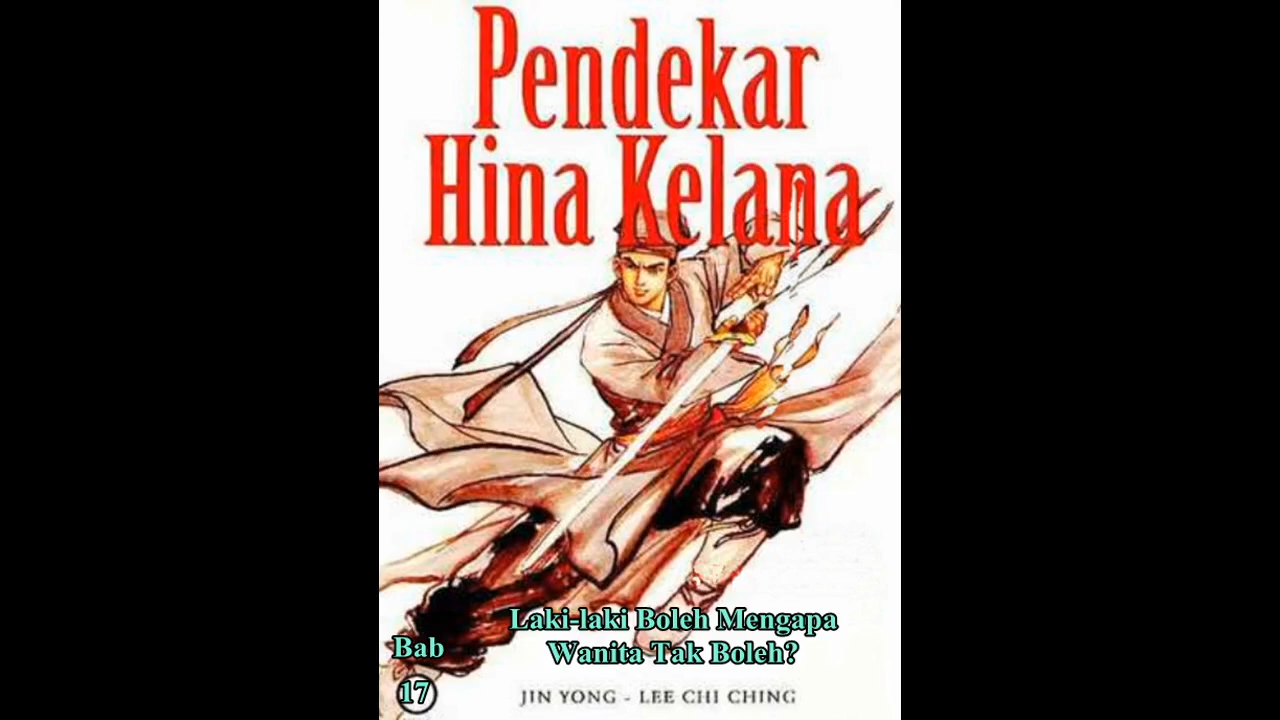 Pendekar
Hina Kelana
Laki-laki Boleh Mengapa
Wanita Tak Boleh?
Bab
17
JIN YONG - LEE CHI CHING